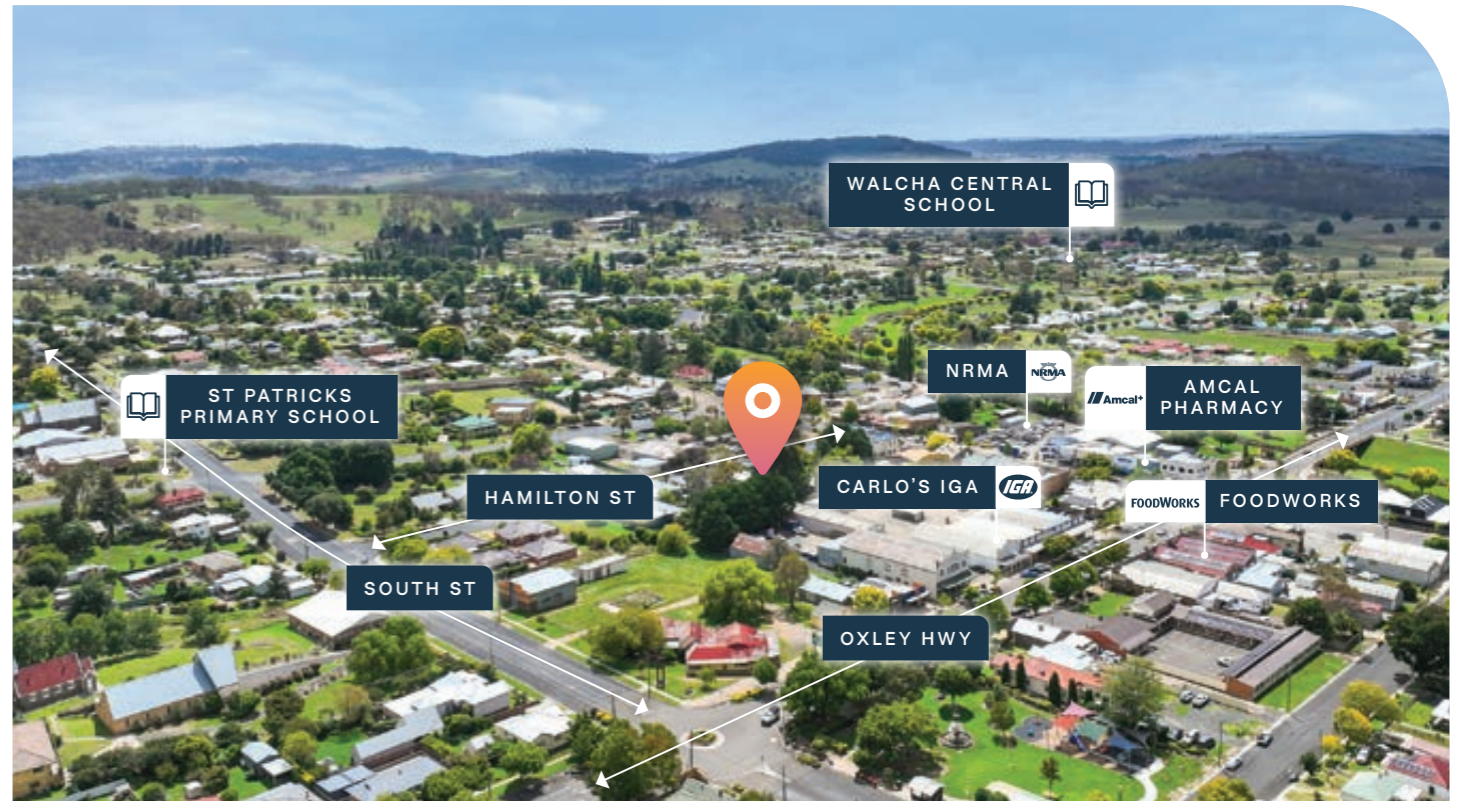 WALCHA CENTRAL
SCHOOL
NRMA
NRMA
Amcal+
AMCAL
PHARMACY
ST PATRICKS
PRIMARY SCHOOL
HAMILTON ST
CARLO'S IGA
IGA
FOODWORKS
FOODWORKS
SOUTH ST
OXLEY HWY